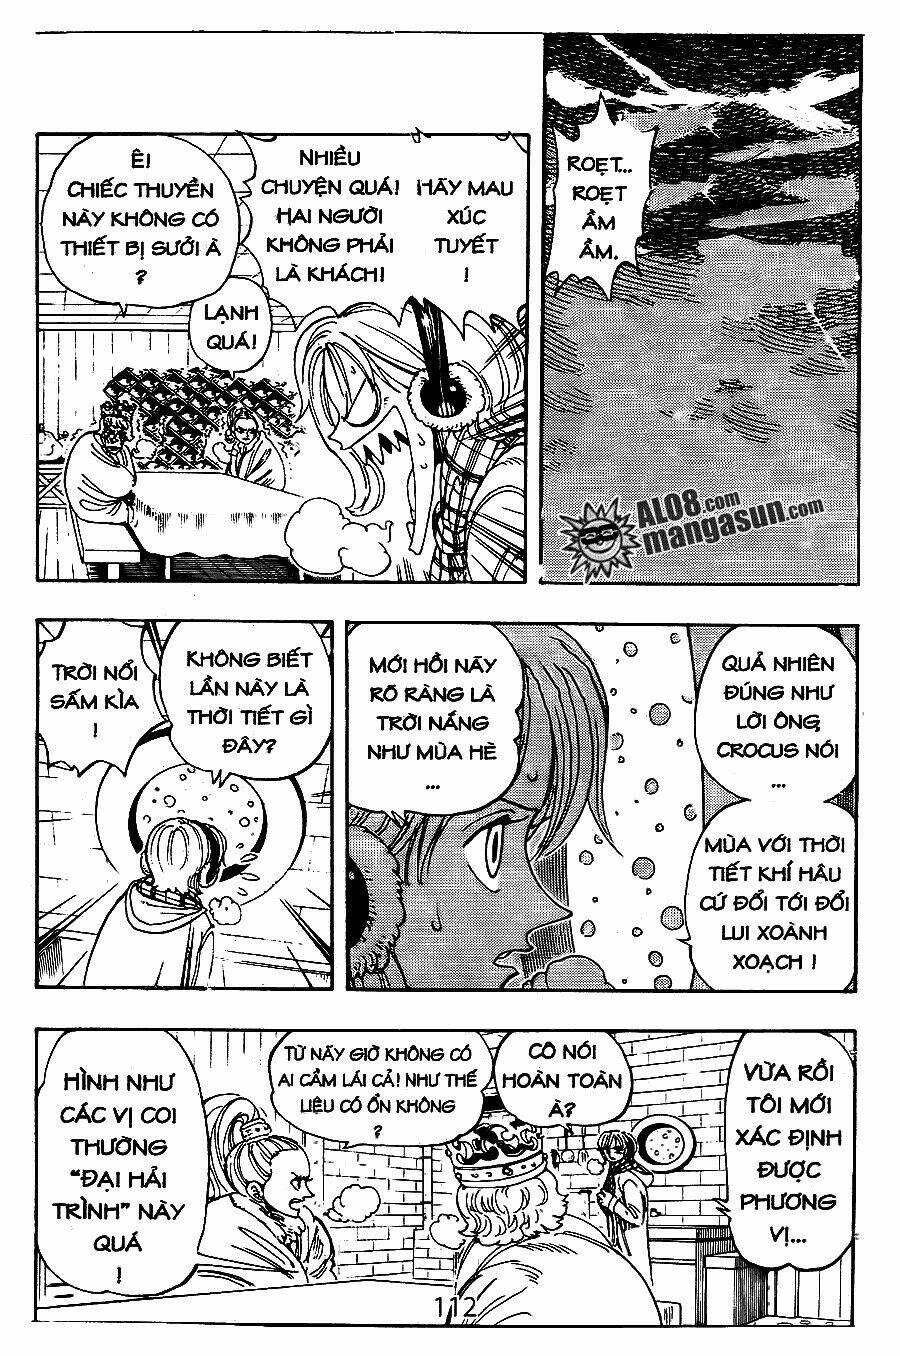 ROẸT...
ROẸT
ẦM
ẦM.
HÃY MAU
XÚC
TUYẾT
!
NHIỀU
CHUYỆN QUÁ!
HAI NGƯỜI
KHÔNG PHẢI
LÀ KHÁCH!
ÊI
CHIẾC THUYỀN
NÀY KHÔNG CÓ
THIẾT BỊ SƯỞI À
?
LẠNH
QUÁ!
AL08.com
mangasun.com
QUẢ NHIÊN
ĐÚNG NHƯ
LỜI ÔNG,
CROCUS NÓI
...
MÙA VỚI THỜI
TIẾT KHÍ HẬU
CỨ ĐỔI TỚI ĐỔI
LUI XOÀNH
XOẠCH !
MỚI HỒI NÃY
RÕ RÀNG LÀ
TRỜI NẮNG
NHƯ MÙA HÈ
...
KHÔNG BIẾT
LẦN NÀY LÀ
THỜI TIẾT GÌ
ĐÂY?
TRỜI NỔI
SẤM KÌA
!
VỪA RỒI
TÔI MỚI
XÁC ĐỊNH
ĐƯỢC
PHƯƠNG
VỊ...
CÔ NÓI
HOÀN TOÀN
À?
TỪ NÃY GIỜ KHÔNG CÓ
AI CẦM LÁI CẢ! NHƯ THẾ
LIỆU CÓ ỔN KHÔNG
?
HÌNH NHƯ
CÁC VỊ COI
THƯỜNG
"ĐẠI HẢI
TRÌNH" NÀY
QUÁ
!
112